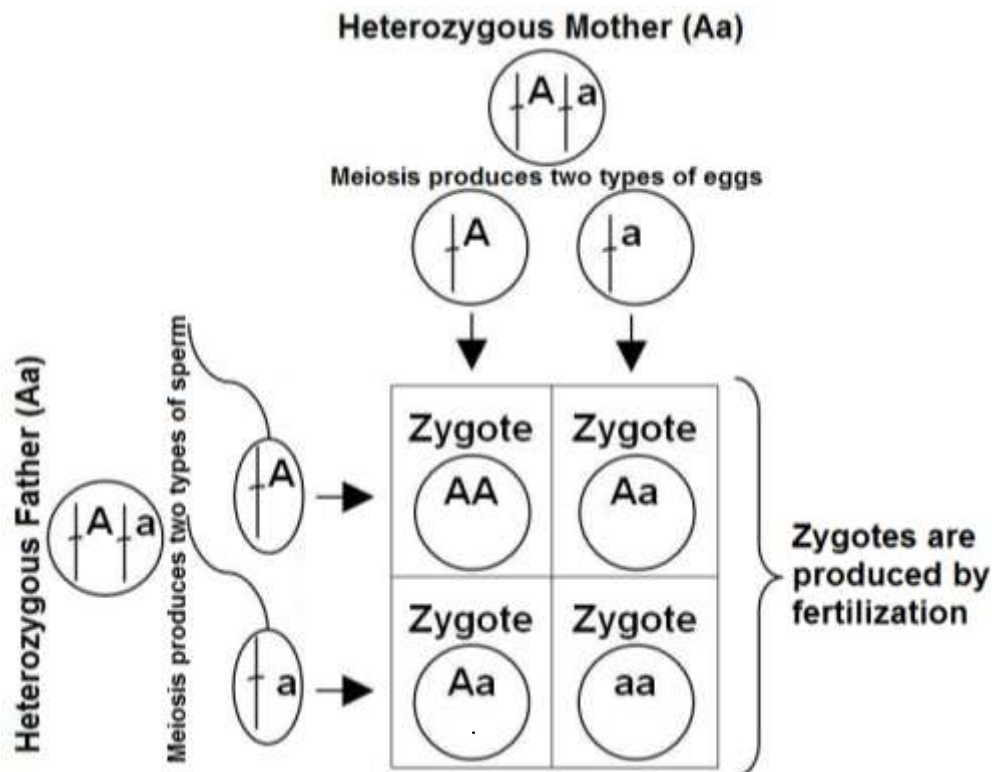 Heterozygous Mother (Aa)
A a
Meiosis produces two types of eggs
A
a
Heterozygous Father (Aa)
A a
Meiosis produces two types of sperm
A
a
Zygote
AA
Zygote
Aa
Zygote
Aa
Zygote
aa
Zygotes are
produced by
fertilization